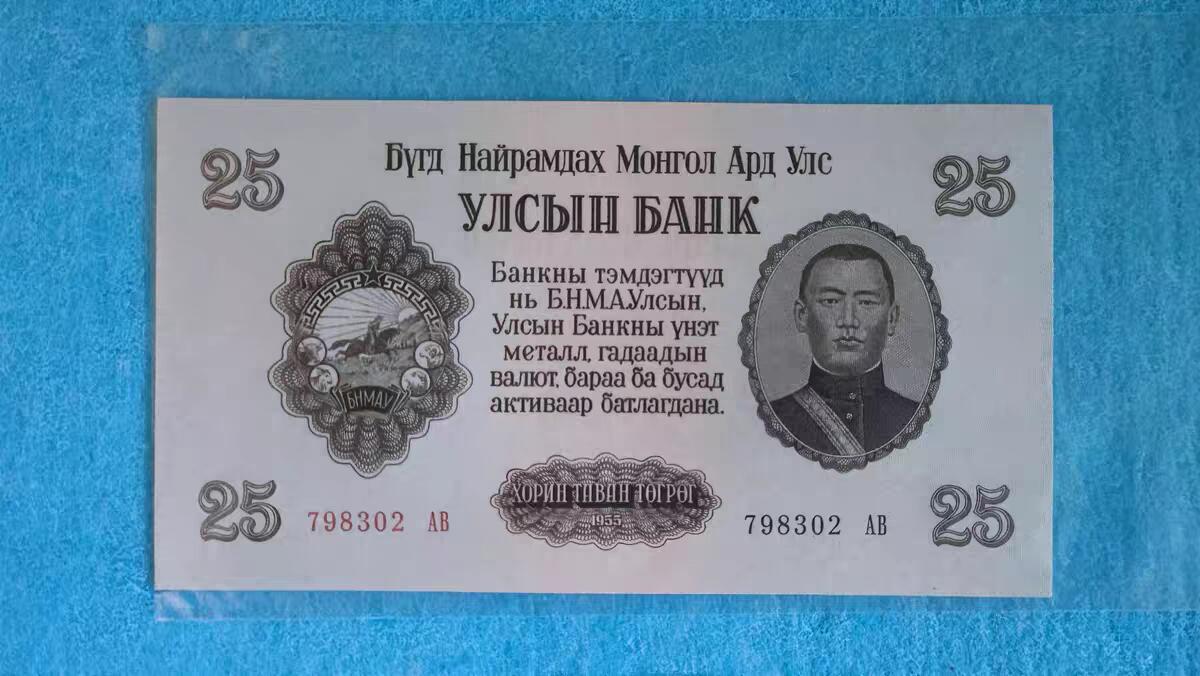 25
25
Бүгд Найрамдах Монгол Ард Улс
УЛСЫН БАНК
Банкны тэмдэгтүүд
нь Б.Н.М.А.Улсын,
Улсын Банкны үнэт
металл, гадаадын
валют, бараа ба бусад
активаар батлагдана.
БНМАУ
ХОРИН ТАВАН ТӨГРӨГ
1955
25
798302 АВ
798302 АВ
25